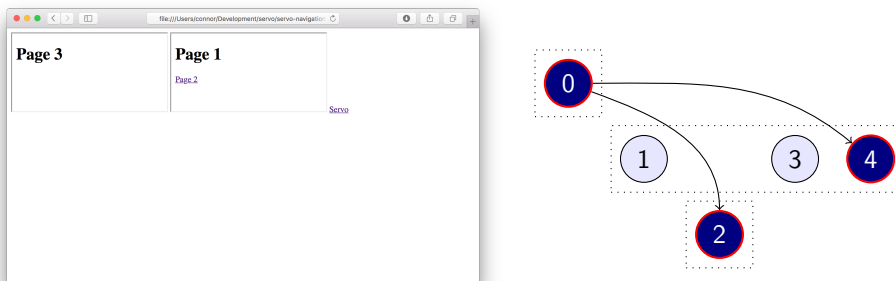 file:///Users/connor/Development/servo/servo-navigation
Page 3
Page 1
Page 2
Servo
0
1
3
4
2